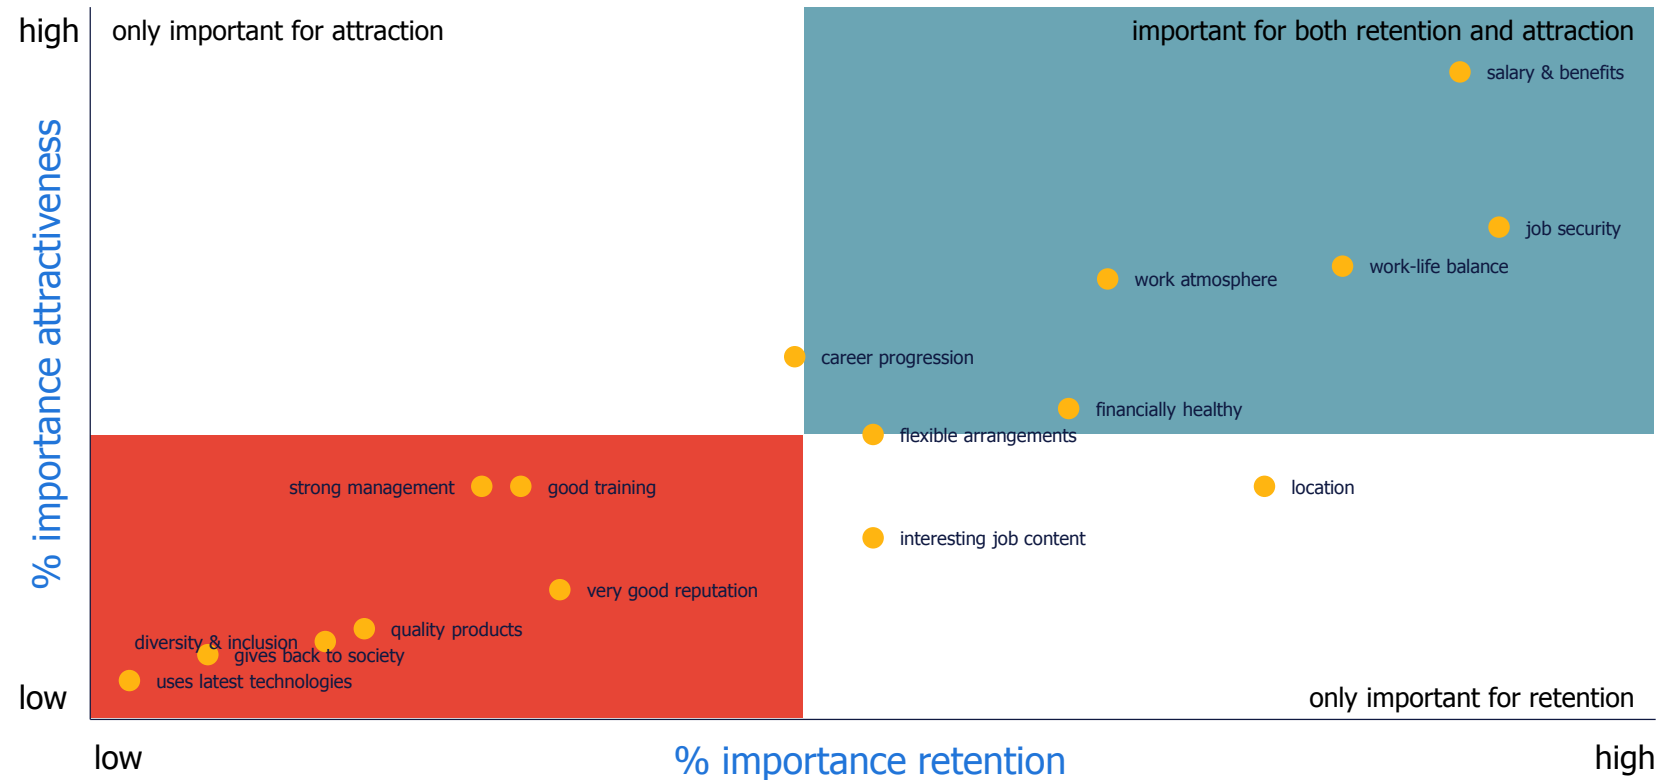 high
only important for attraction
important for both retention and attraction
salary & benefits
% importance attractiveness
job security
work-life balance
work atmosphere
career progression
financially healthy
flexible arrangements
strong management
good training
location
interesting job content
very good reputation
quality products
diversity & inclusion
gives back to society
uses latest technologies
low
only important for retention
low
% importance retention
high